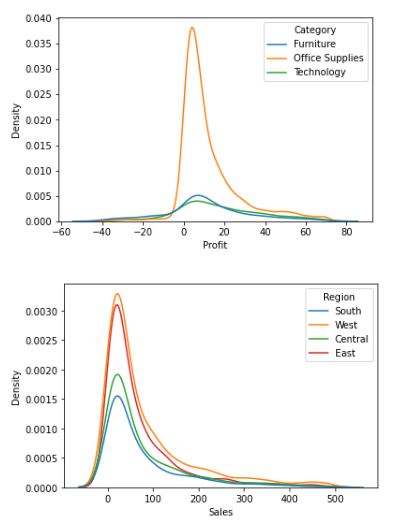 0.040
0.035
0.030
0.025
0.020
0.015
0.010
0.005
0.000
Density
Category
Furniture
Office Supplies
Technology
−60 −40 −20 0 20 40 60 80
Profit
0.0030
0.0025
0.0020
0.0015
0.0010
0.0005
0.0000
Density
Region
South
West
Central
East
0 100 200 300 400 500
Sales